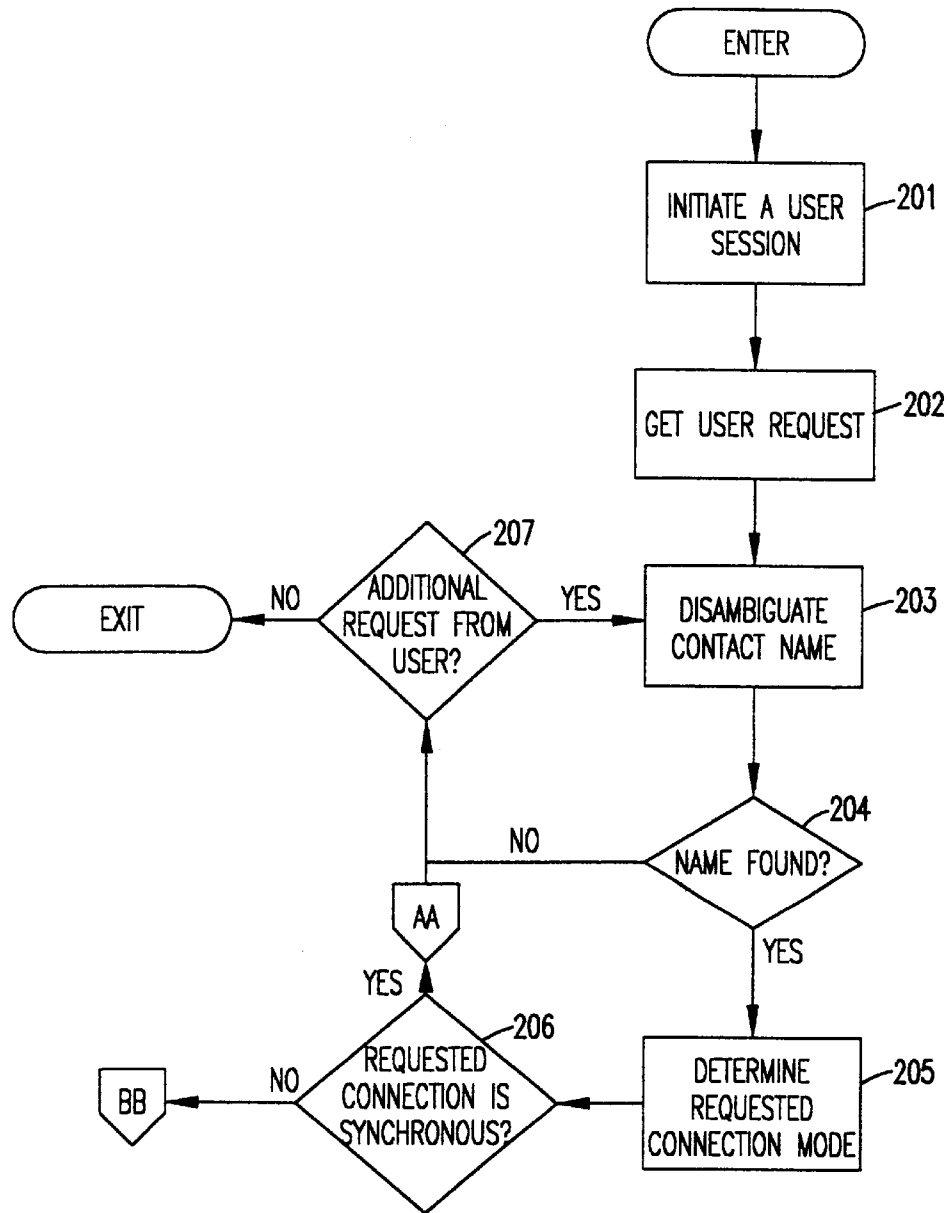 ENTER
INITIATE A USER
SESSION
201
GET USER REQUEST
202
207
ADDITIONAL
REQUEST FROM
USER?
NO
EXIT
YES
DISAMBIGUATE
CONTACT NAME
203
204
NAME FOUND?
NO
YES
AA
YES
206
REQUESTED
CONNECTION IS
SYNCHRONOUS?
NO
BB
DETERMINE
REQUESTED
CONNECTION MODE
205